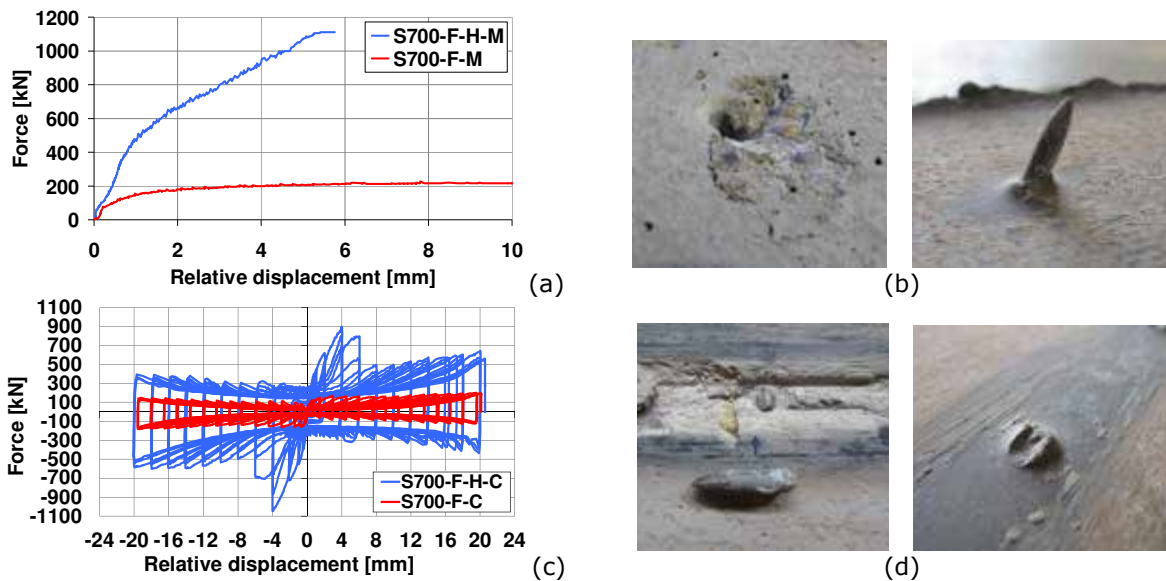 1200
1000
800
600
400
200
0
Force [kN]
S700-F-H-M
S700-F-M
0 2 4 6 8 10
Relative displacement [mm]
(a)
(b)
1100
900
700
500
300
100
-100
-300
-500
-700
-900
-1100
Force [kN]
S700-F-H-C
S700-F-C
-24 -20 -16 -12 -8 -4 0 4 8 12 16 20 24
Relative displacement [mm]
(c)
(d)